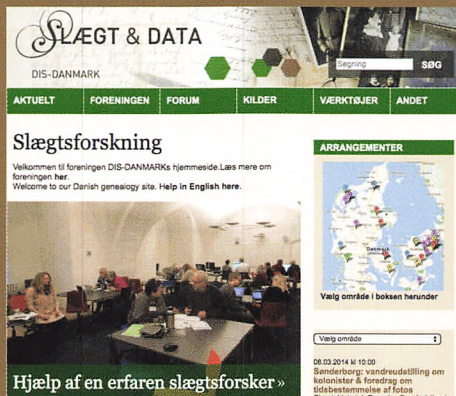 SLÆGT & DATA
DIS-DANMARK
Søgning
SØG
AKTUELT
FORENINGEN
FORUM
KILDER
VÆRKTØJER
ANDET
Slægtsforskning
Velkommen til foreningen DIS-DANMARKs hjemmeside.Læs mere om
foreningen her.
Welcome to our Danish genealogy site. Help in English here.
Hjælp af en erfaren slægtsforsker »
ARRANGEMENTER
Danmark
Vælg område i boksen herunder
Vælg område
08.03.2014 kl 10:00
Sønderborg: vandreudstilling om
kolonister & foredrag om
tidsbestemmelse af fotos